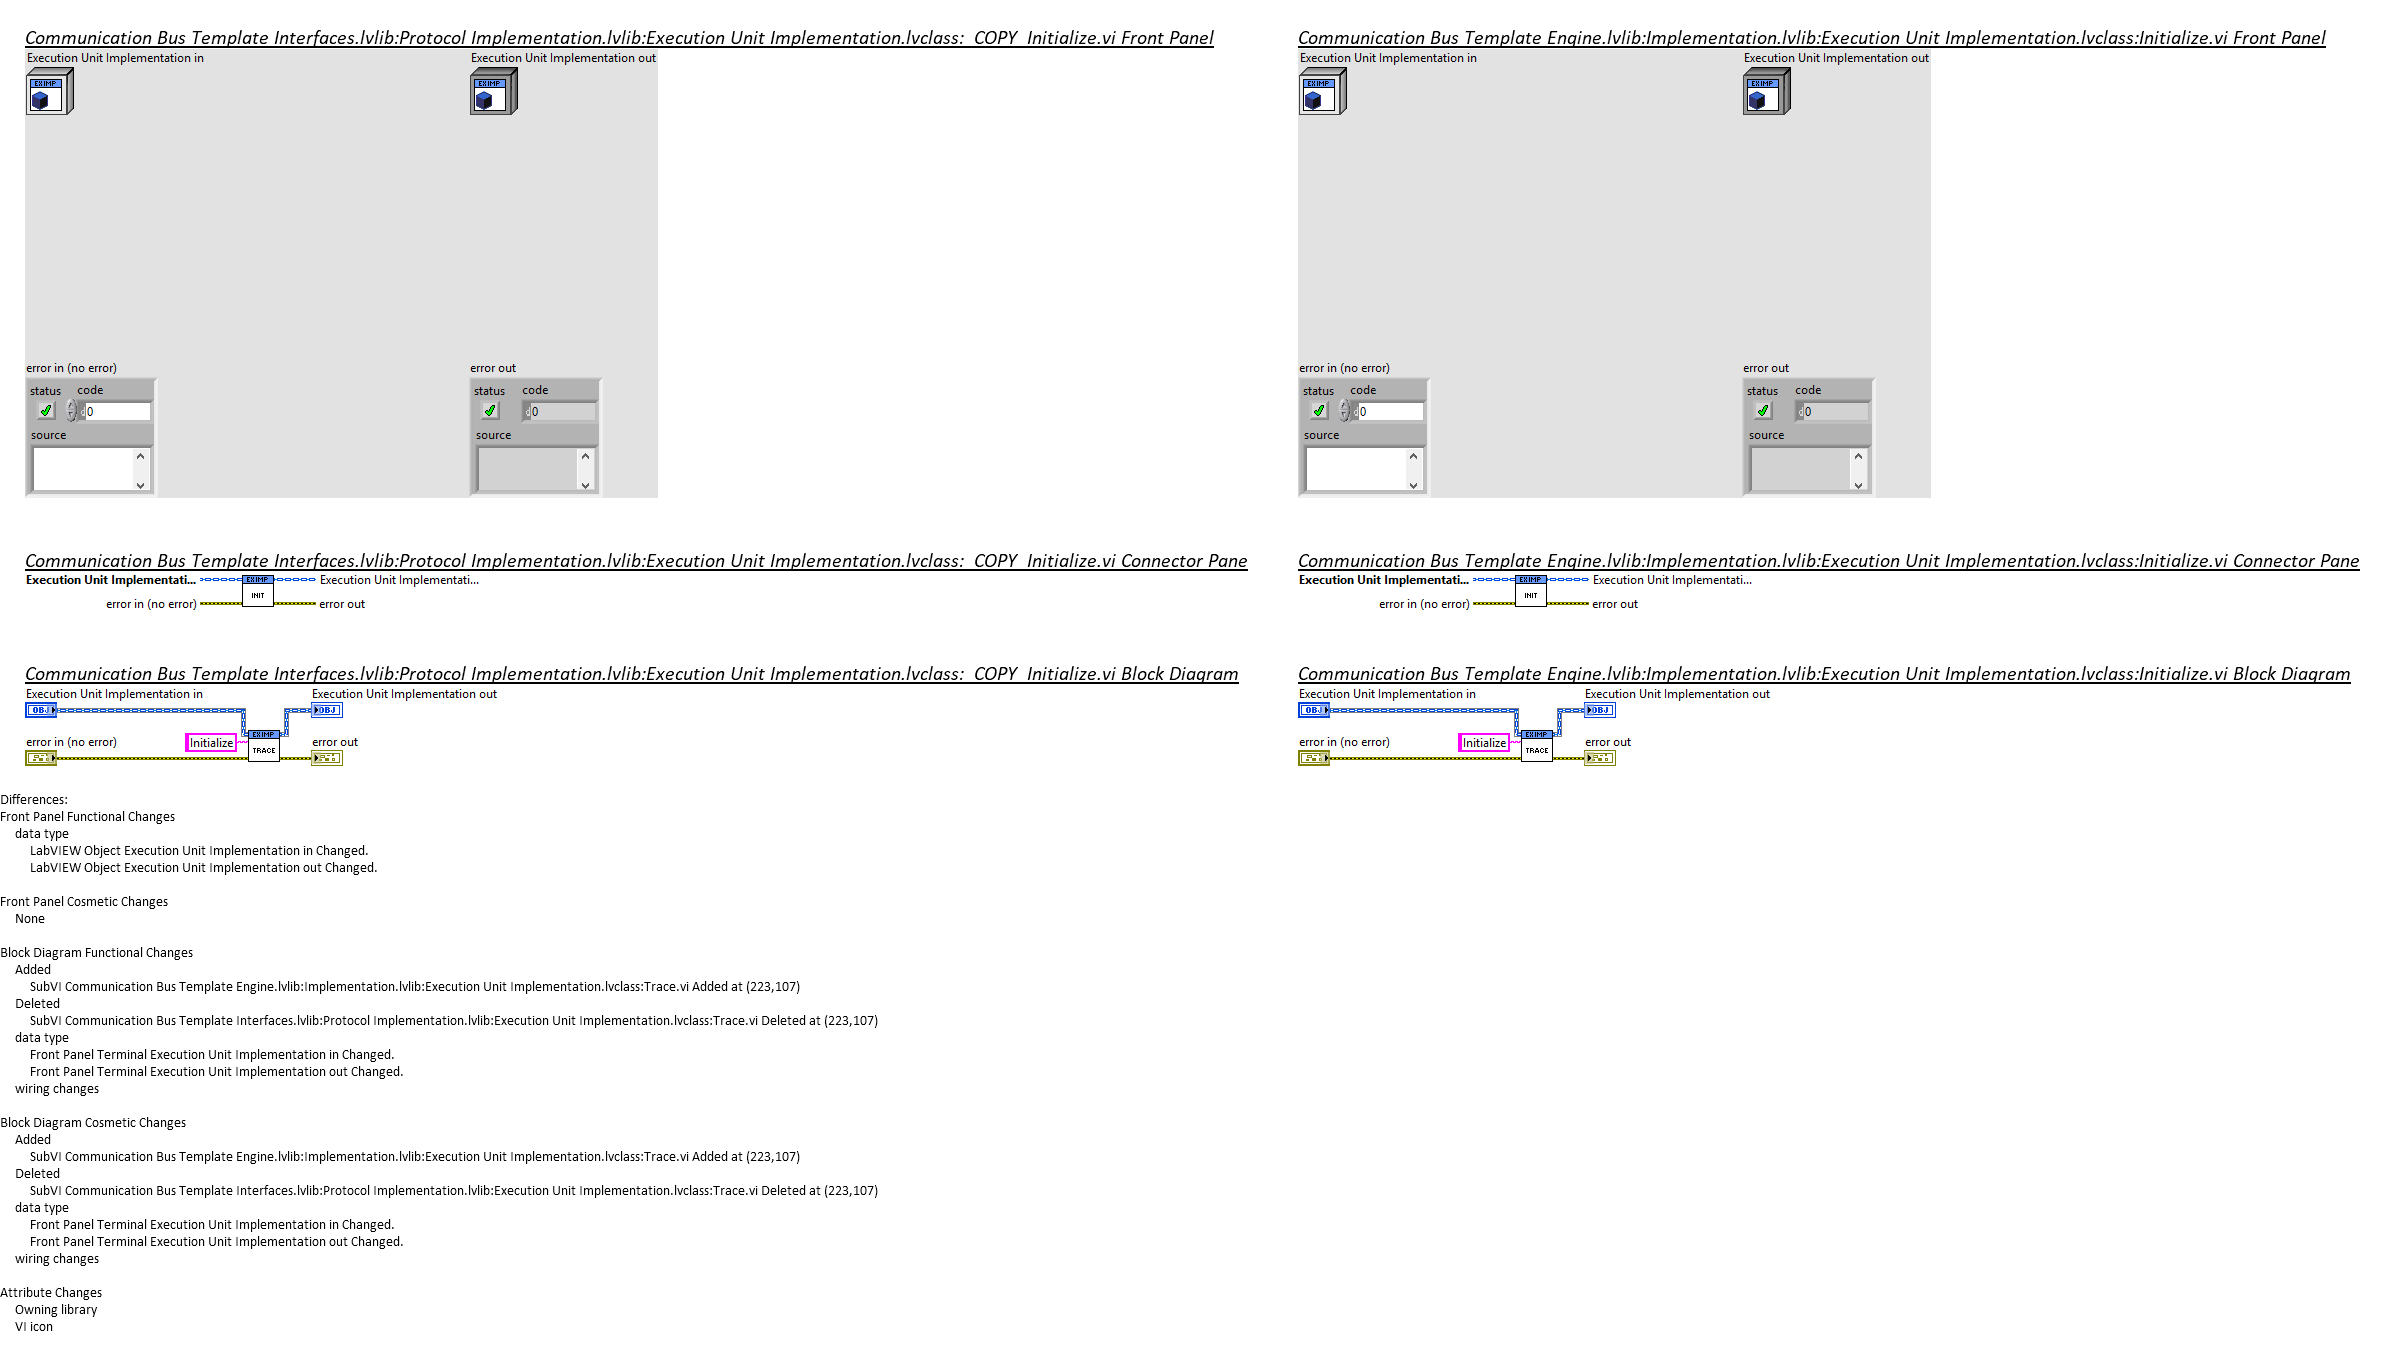 Communication Bus Template Interfaces.lvlib:Protocol Implementation.lvlib:Execution Unit Implementation.lvclass:_COPY_Initialize.vi Front Panel
Execution Unit Implementation in
Execution Unit Implementation out
EXIMP
EXIMP
error in (no error)
error out
status code
status code
d 0
d 0
source
source
Communication Bus Template Engine.lvlib:Implementation.lvlib:Execution Unit Implementation.lvclass:Initialize.vi Front Panel
Execution Unit Implementation in
Execution Unit Implementation out
EXIMP
EXIMP
error in (no error)
error out
status code
status code
d 0
d 0
source
source
Communication Bus Template Interfaces.lvlib:Protocol Implementation.lvlib:Execution Unit Implementation.lvclass:_COPY_Initialize.vi Connector Pane
Execution Unit Implementati...
EXIMP
Execution Unit Implementati...
INIT
error in (no error)
error out
Communication Bus Template Engine.lvlib:Implementation.lvlib:Execution Unit Implementation.lvclass:Initialize.vi Connector Pane
Execution Unit Implementati...
EXIMP
Execution Unit Implementati...
INIT
error in (no error)
error out
Communication Bus Template Interfaces.lvlib:Protocol Implementation.lvlib:Execution Unit Implementation.lvclass:_COPY_Initialize.vi Block Diagram
Execution Unit Implementation in
Execution Unit Implementation out
OBJ
OBJ
error in (no error)
Initialize
EXIMP
TRACE
error out
Communication Bus Template Engine.lvlib:Implementation.lvlib:Execution Unit Implementation.lvclass:Initialize.vi Block Diagram
Execution Unit Implementation in
Execution Unit Implementation out
OBJ
OBJ
error in (no error)
Initialize
EXIMP
TRACE
error out
Differences:
Front Panel Functional Changes
data type
LabVIEW Object Execution Unit Implementation in Changed.
LabVIEW Object Execution Unit Implementation out Changed.
Front Panel Cosmetic Changes
None
Block Diagram Functional Changes
Added
SubVI Communication Bus Template Engine.lvlib:Implementation.lvlib:Execution Unit Implementation.lvclass:Trace.vi Added at (223,107)
Deleted
SubVI Communication Bus Template Interfaces.lvlib:Protocol Implementation.lvlib:Execution Unit Implementation.lvclass:Trace.vi Deleted at (223,107)
data type
Front Panel Terminal Execution Unit Implementation in Changed.
Front Panel Terminal Execution Unit Implementation out Changed.
wiring changes
Block Diagram Cosmetic Changes
Added
SubVI Communication Bus Template Engine.lvlib:Implementation.lvlib:Execution Unit Implementation.lvclass:Trace.vi Added at (223,107)
Deleted
SubVI Communication Bus Template Interfaces.lvlib:Protocol Implementation.lvlib:Execution Unit Implementation.lvclass:Trace.vi Deleted at (223,107)
data type
Front Panel Terminal Execution Unit Implementation in Changed.
Front Panel Terminal Execution Unit Implementation out Changed.
wiring changes
Attribute Changes
Owning library
VI icon